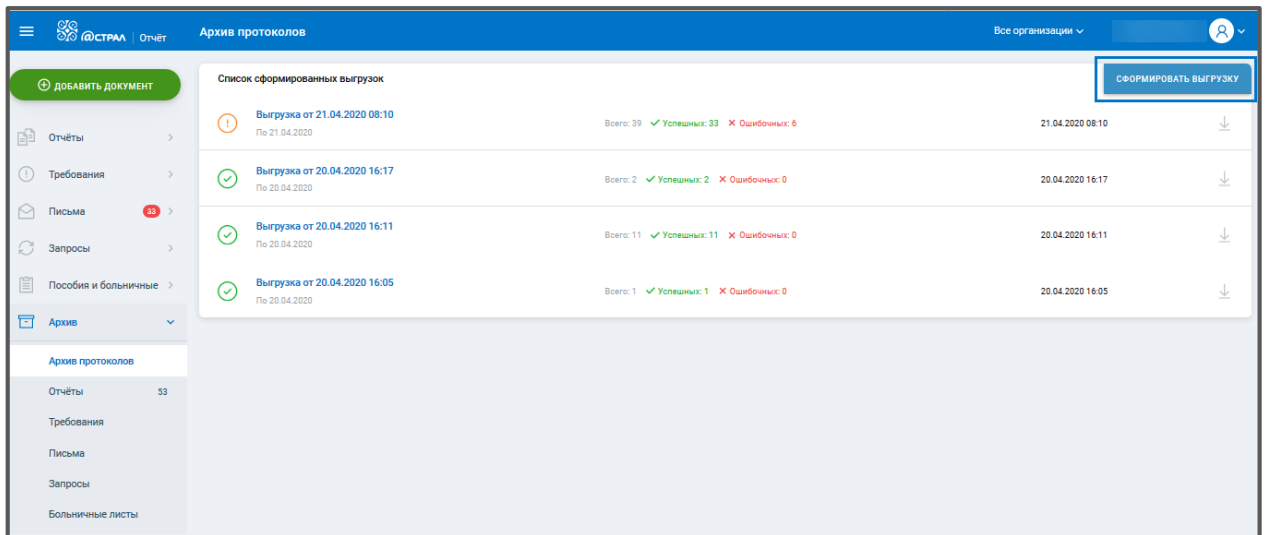 @СТРАЛ | Отчёт
Архив протоколов
Все организации
ДОБАВИТЬ ДОКУМЕНТ
Отчёты
Требования
Письма 33
Запросы
Пособия и больничные
Архив
Архив протоколов
Отчёты 53
Требования
Письма
Запросы
Больничные листы
Список сформированных выгрузок
СФОРМИРОВАТЬ ВЫГРУЗКУ
Выгрузка от 21.04.2020 08:10
По 21.04.2020
Всего: 39 Успешных: 33 Ошибочных: 6
21.04.2020 08:10
Выгрузка от 20.04.2020 16:17
По 20.04.2020
Всего: 2 Успешных: 2 Ошибочных: 0
20.04.2020 16:17
Выгрузка от 20.04.2020 16:11
По 20.04.2020
Всего: 11 Успешных: 11 Ошибочных: 0
20.04.2020 16:11
Выгрузка от 20.04.2020 16:05
По 20.04.2020
Всего: 1 Успешных: 1 Ошибочных: 0
20.04.2020 16:05